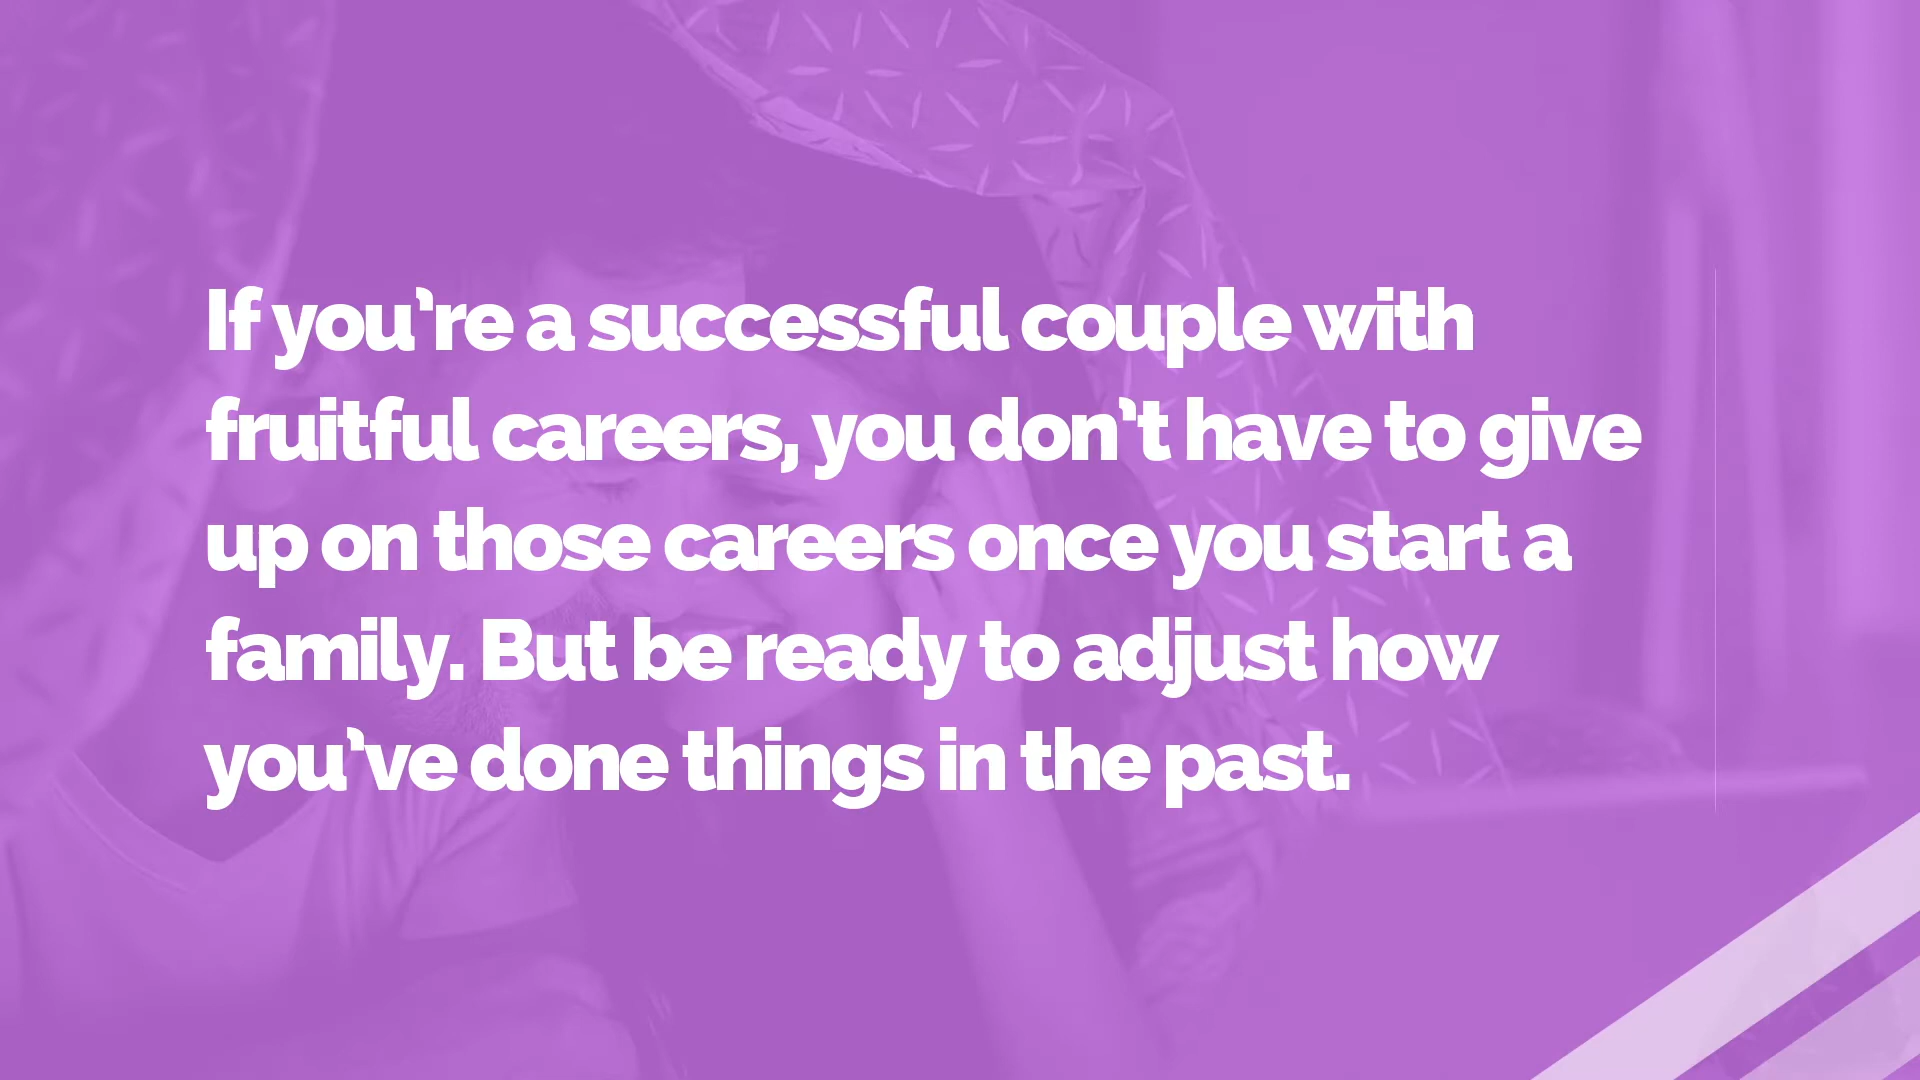 If you’re a successful couple with
fruitful careers, you don’t have to give
up on those careers once you start a
family. But be ready to adjust how
you’ve done things in the past.